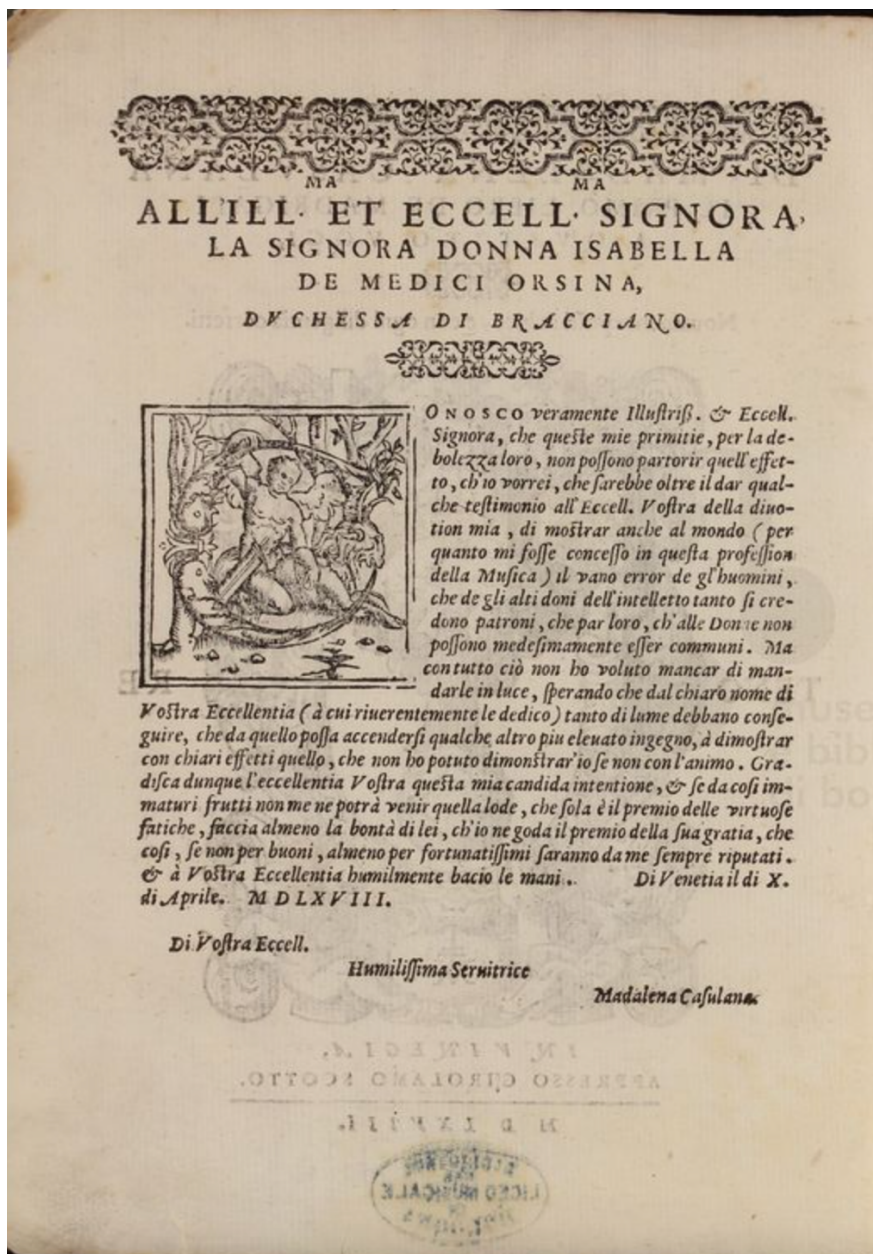 MA MA
ALL'ILL. ET ECCELL. SIGNORA,
LA SIGNORA DONNA ISABELLA
DE MEDICI ORSINA,
DVCHESSA DI BRACCIANO.
ONOSCO veramente Illuſtriß. & Eccell.
Signora, che queſte mie primitie, per la de-
bolezza loro, non poſſono partorir quell'effet-
to, ch'io vorrei, che ſarebbe oltre il dar qual-
che teſtimonio all'Eccell. Voſtra della diuo-
tion mia, di moſtrar anche al mondo (per
quanto mi foſſe conceſſo in queſta profeſſion
della Muſica) il vano error de gl'huomini,
che de gli alti doni dell'intelletto tanto ſi cre-
dono patroni, che par loro, ch'alle Donne non
poſſono medeſimamente eſſer communi. Ma
con tutto ciò non ho voluto mancar di man-
darle in luce, ſperando che dal chiaro nome di
Voſtra Eccellentia (à cui riuerentemente le dedico) tanto di lume debbano conſe-
guire, che da quello poſſa accenderſi qualche altro piu eleuato ingegno, à dimoſtrar
con chiari effetti quello, che non ho potuto dimonſtrar'io ſe non con l'animo. Gra-
diſca dunque l'eccellentia Voſtra queſta mia candida intentione, & ſe da coſi im-
maturi frutti non me ne potrà venir quella lode, che ſola è il premio delle virtuoſe
fatiche, faccia almeno la bontà di lei, ch'io ne goda il premio della ſua gratia, che
coſi, ſe non per buoni, almeno per fortunatiſſimi ſaranno da me ſempre riputati.
& à Voſtra Eccellentia humilmente bacio le mani. Di Venetia il di X.
di Aprile. MDLXVIII.
Di Voſtra Eccell.
Humiliſſima Seruitrice
Madalena Caſulana
IN VINEGIA.
APPRESSO GIROLAMO SCOTTO.
M D LXVIII.
LICEO MUSICALE